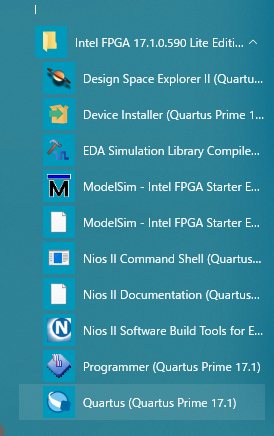 I
Intel FPGA 17.1.0.590 Lite Editi...
Design Space Explorer II (Quartu...
Device Installer (Quartus Prime 1...
EDA Simulation Library Compile...
ModelSim - Intel FPGA Starter E...
ModelSim - Intel FPGA Starter E...
Nios II Command Shell (Quartus...
Nios II Documentation (Quartus...
Nios II Software Build Tools for E...
Programmer (Quartus Prime 17.1)
Quartus (Quartus Prime 17.1)